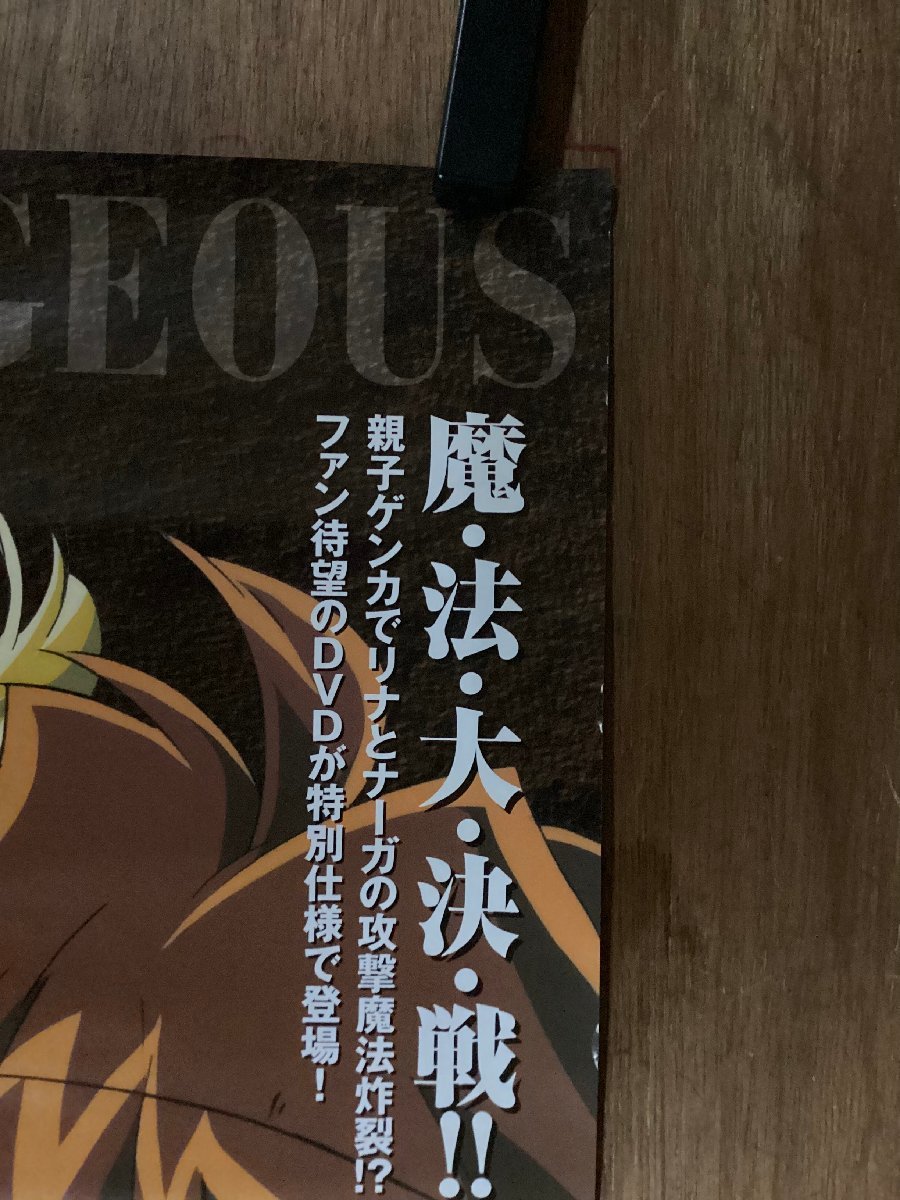 GEOUS
魔・法・大・決・戦!!
親子ゲンカでリナとナーガの攻撃魔法炸裂!?
ファン待望のDVDが特別仕様で登場!